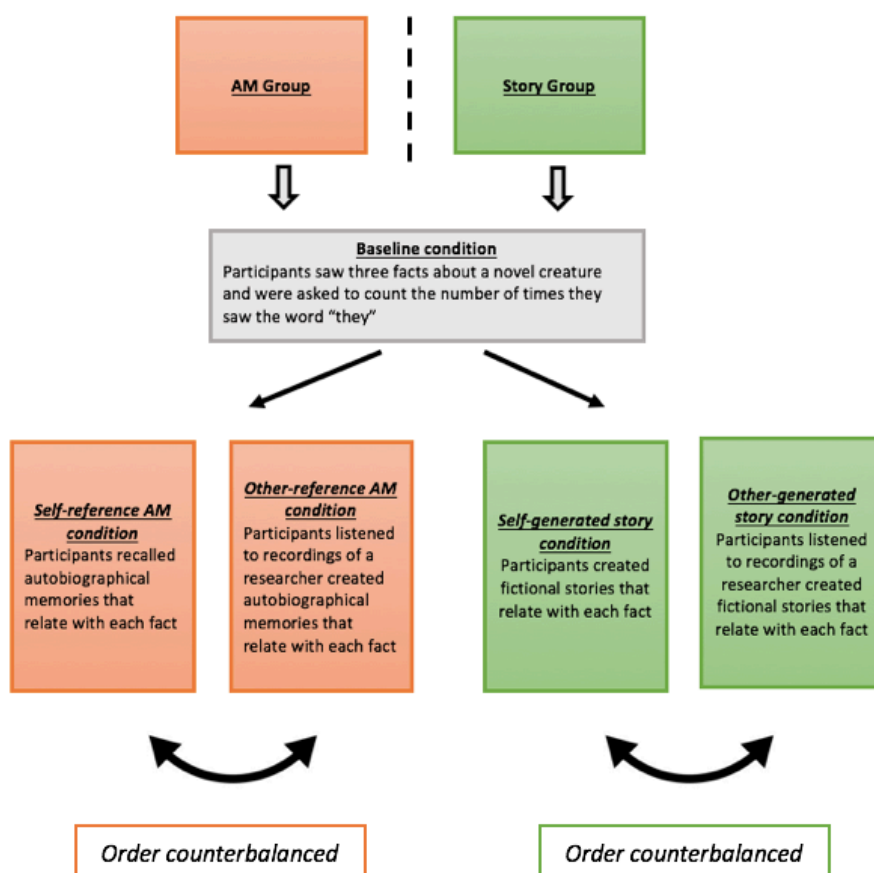 AM Group
Story Group
Baseline condition
Participants saw three facts about a novel creature
and were asked to count the number of times they
saw the word “they”
Self-reference AM
condition
Participants recalled
autobiographical
memories that
relate with each fact
Other-reference AM
condition
Participants listened
to recordings of a
researcher created
autobiographical
memories that
relate with each fact
Self-generated story
condition
Participants created
fictional stories that
relate with each fact
Other-generated
story condition
Participants listened
to recordings of a
researcher created
fictional stories that
relate with each fact
Order counterbalanced
Order counterbalanced